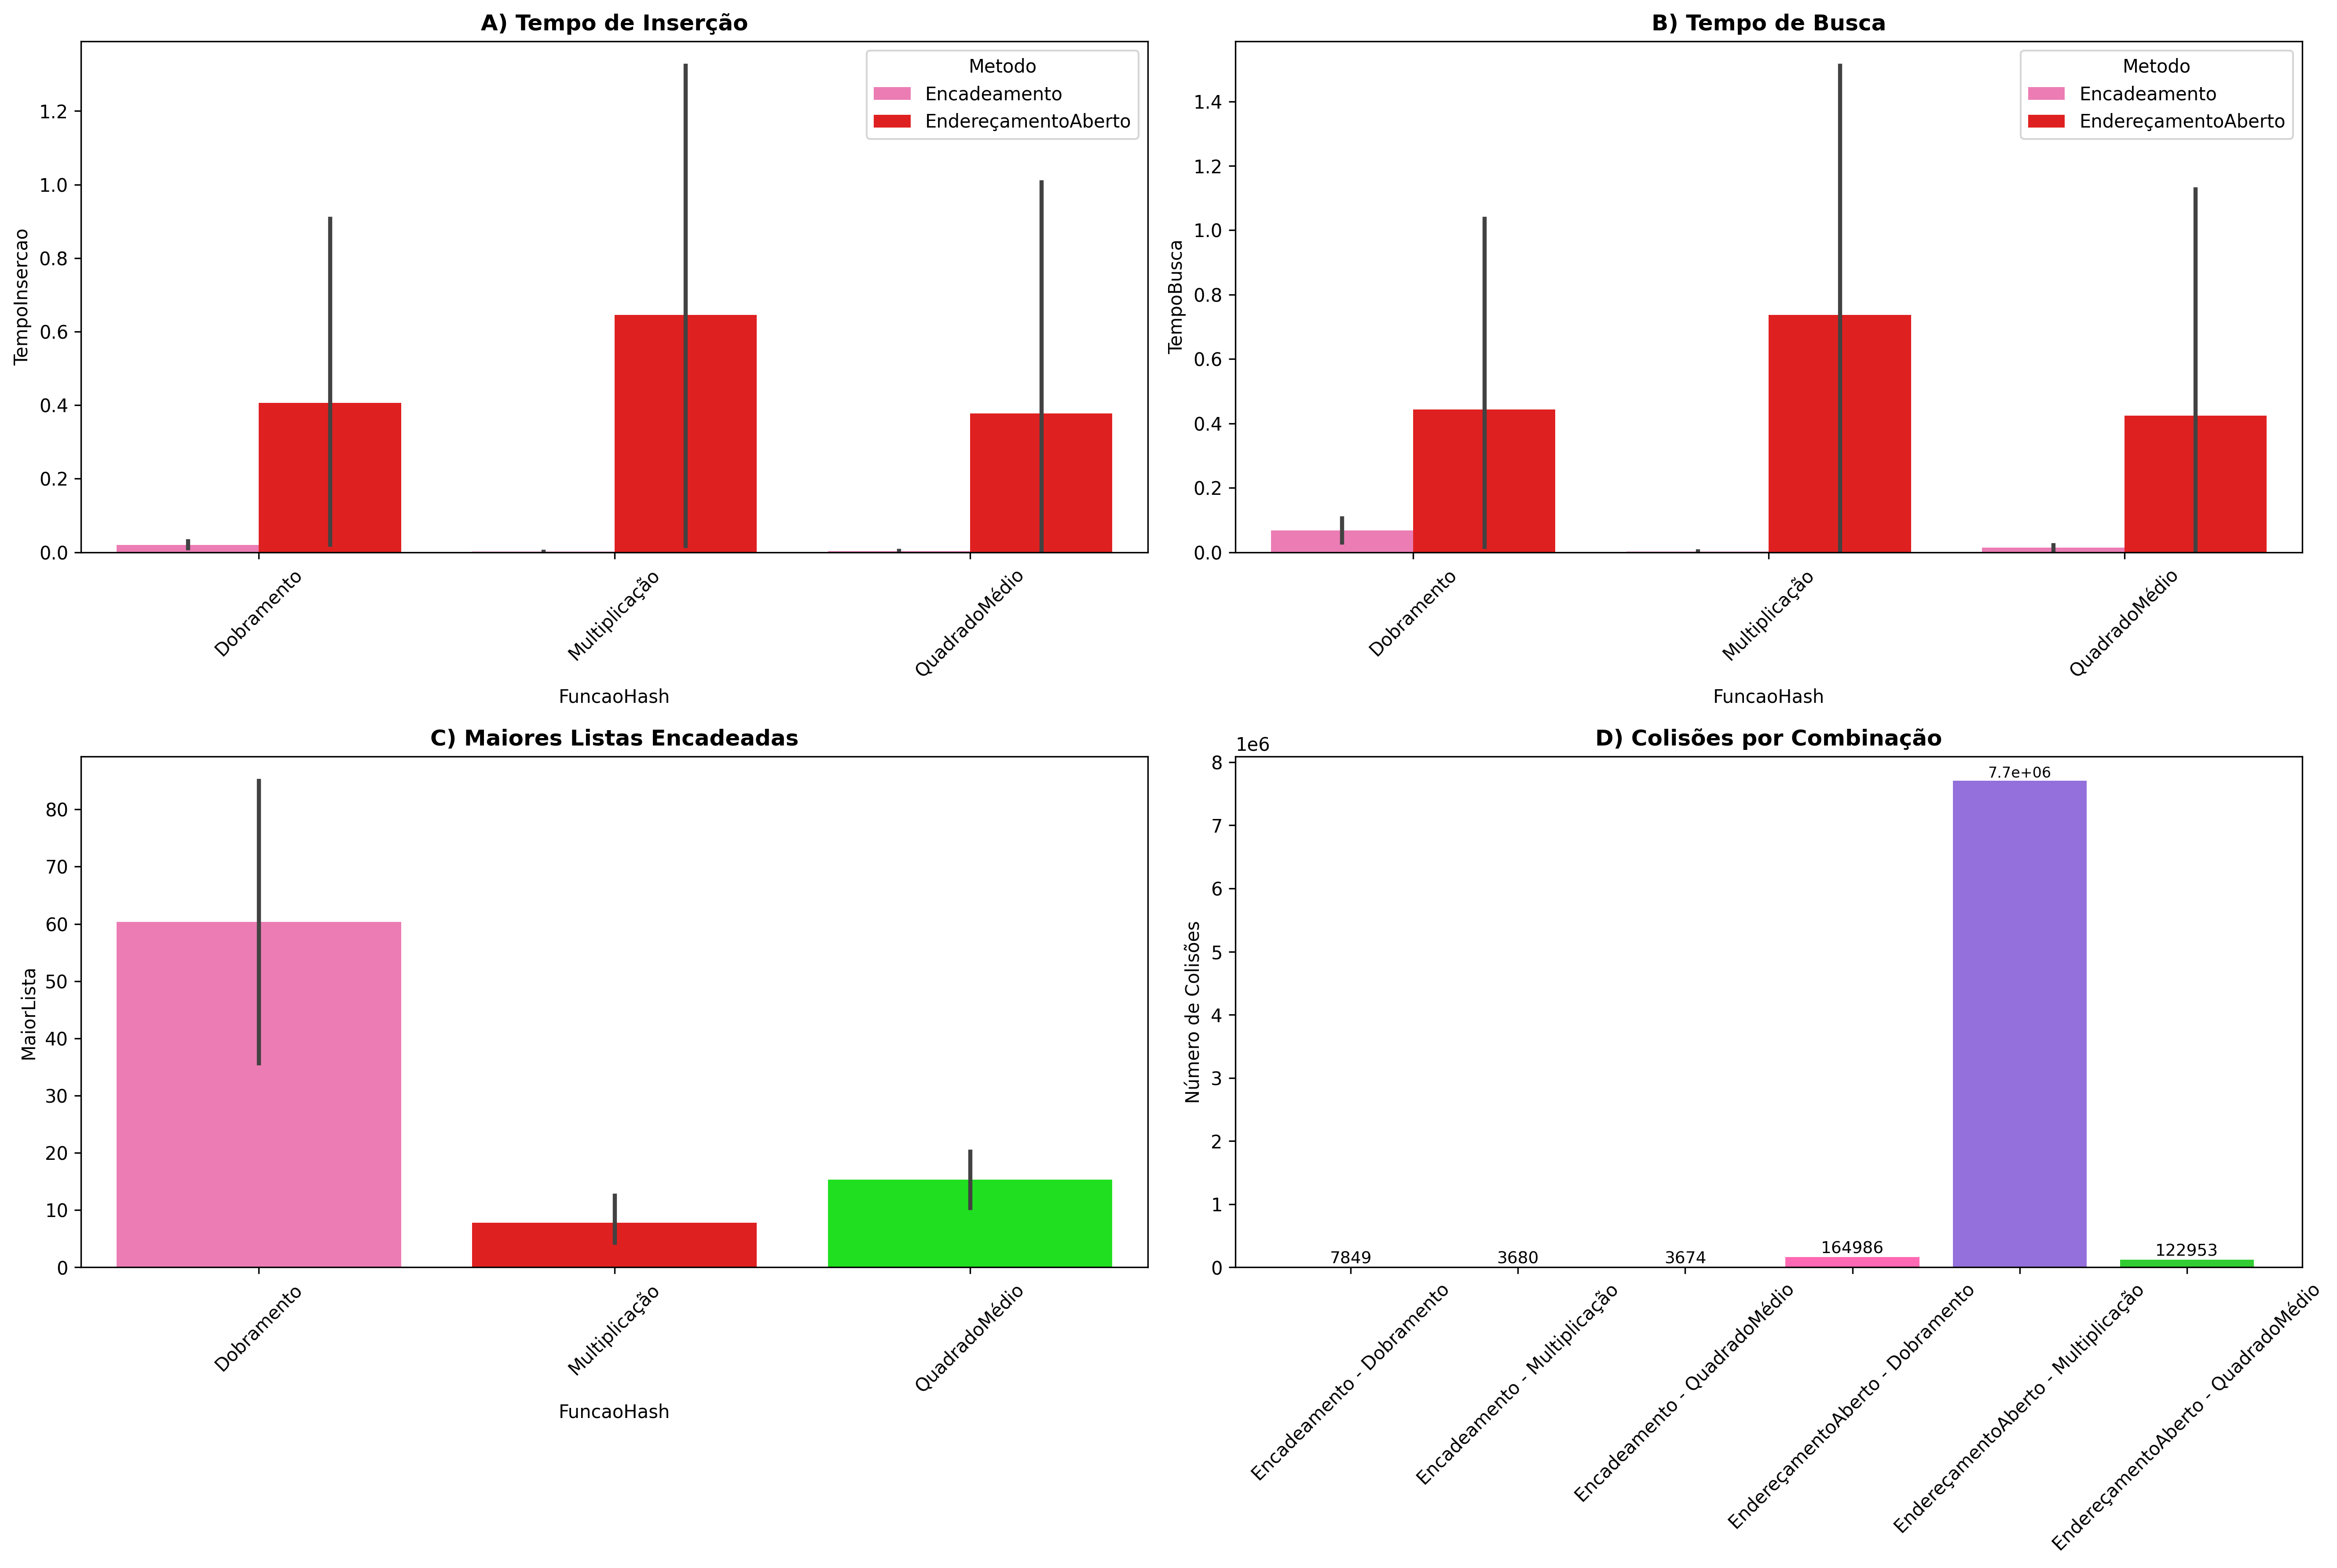 A) Tempo de Inserção
Metodo
Encadeamento
EndereçamentoAberto
TempoInsercao
1.2
1.0
0.8
0.6
0.4
0.2
0.0
Dobramento
Multiplicação
QuadradoMédio
FuncaoHash
B) Tempo de Busca
Metodo
Encadeamento
EndereçamentoAberto
TempoBusca
1.4
1.2
1.0
0.8
0.6
0.4
0.2
0.0
Dobramento
Multiplicação
QuadradoMédio
FuncaoHash
C) Maiores Listas Encadeadas
MaiorLista
80
70
60
50
40
30
20
10
0
Dobramento
Multiplicação
QuadradoMédio
FuncaoHash
D) Colisões por Combinação
1e6
Número de Colisões
8
7
6
5
4
3
2
1
0
7849
3680
3674
164986
7.7e+06
122953
Encadeamento - Dobramento
Encadeamento - Multiplicação
Encadeamento - QuadradoMédio
EndereçamentoAberto - Dobramento
EndereçamentoAberto - Multiplicação
EndereçamentoAberto - QuadradoMédio